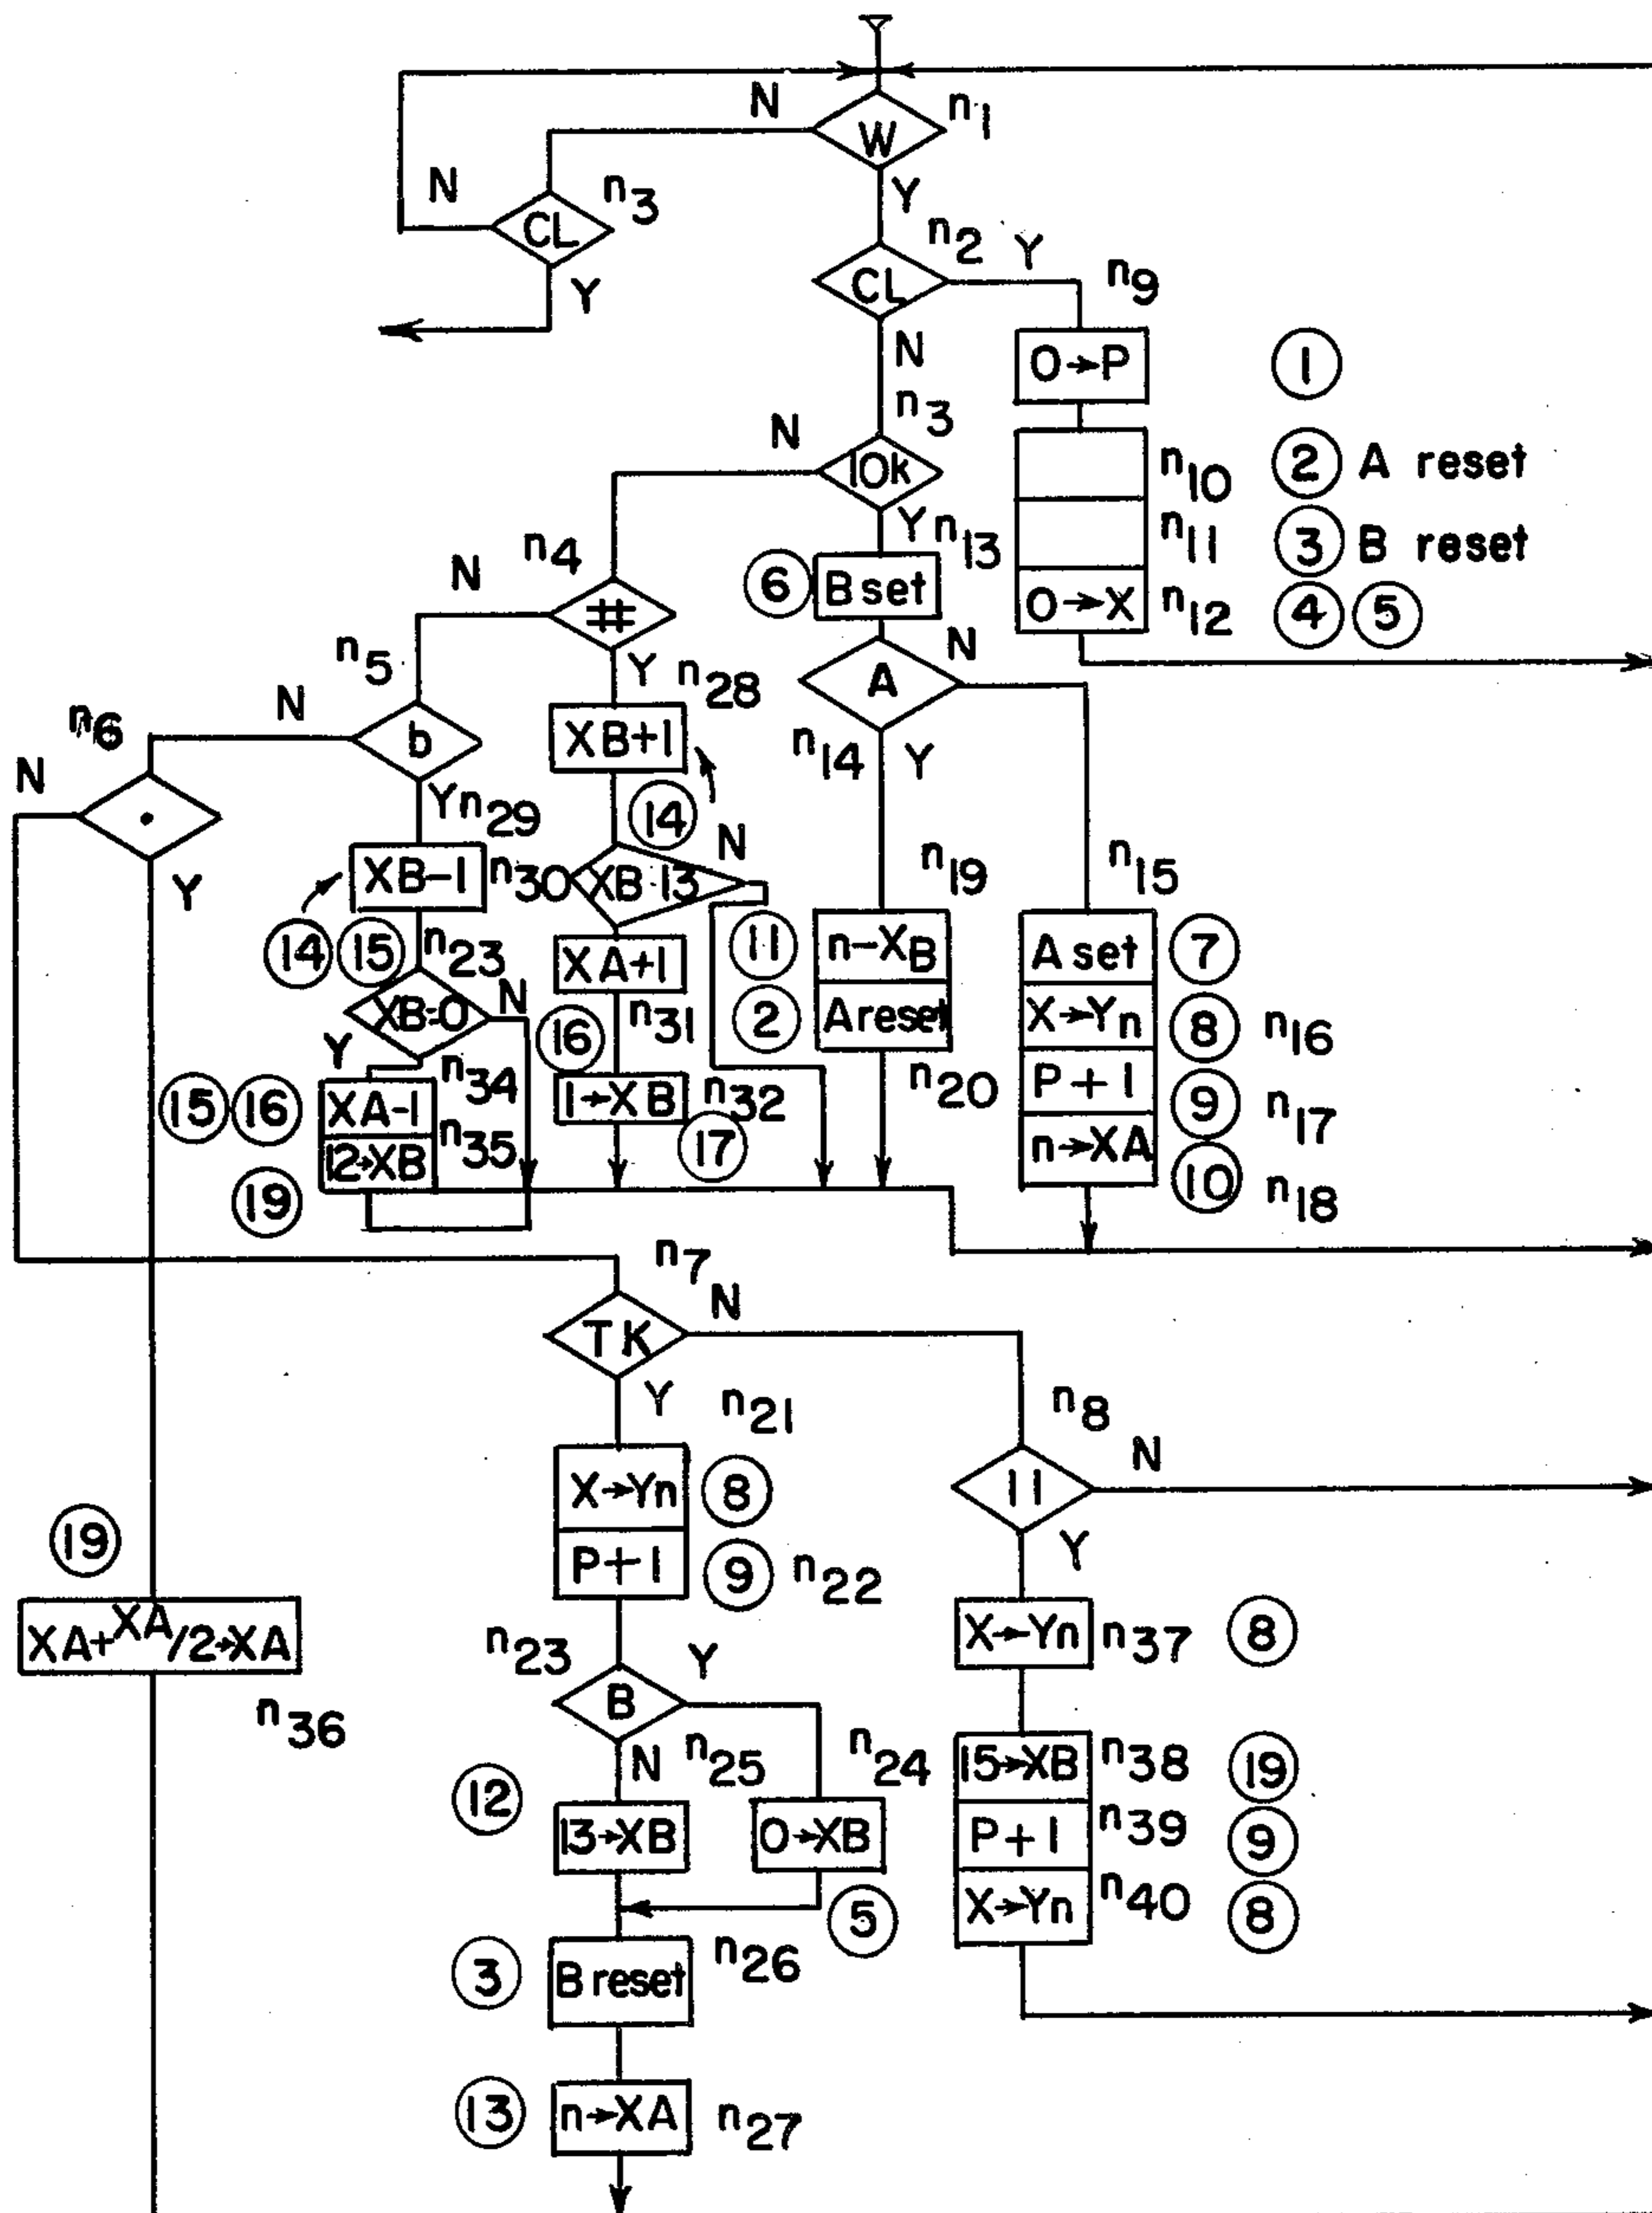 N
n1
W
N
n3
CL
Y
Y
n2
Y
CL
n9
N
0→P
①
n3
N
10k
n10
② A reset
Y n13
n11
③ B reset
n4
N
⑥
B set
0→X
n12
④ ⑤
#
n5
N
A
Y
n28
n6
N
b
XB+1
n14
Y
N
•
Y n29
⑭
N
n19
n15
Y
XB-1
n30
XB·13
⑭ ⑮
n23
XA+1
⑪
n-XB
A set
⑦
XB=0
N
n31
②
A reset
X→Yn
⑧
n16
Y
⑯
n34
n20
P+1
⑮ ⑯
XA-1
1→XB
n32
⑨
n17
n35
12→XB
⑰
n→XA
⑲
⑩
n18
n7
N
TK
Y
n21
n8
N
X→Yn
⑧
||
⑲
Y
P+1
⑨
n22
XA+XA/2→XA
n23
Y
X→Yn
n37
⑧
n36
B
N
n25
n24
15→XB
n38
⑲
⑫
13→XB
0→XB
P+1
n39
⑨
⑤
X→Yn
n40
⑧
③
B reset
n26
⑬
n→XA
n27